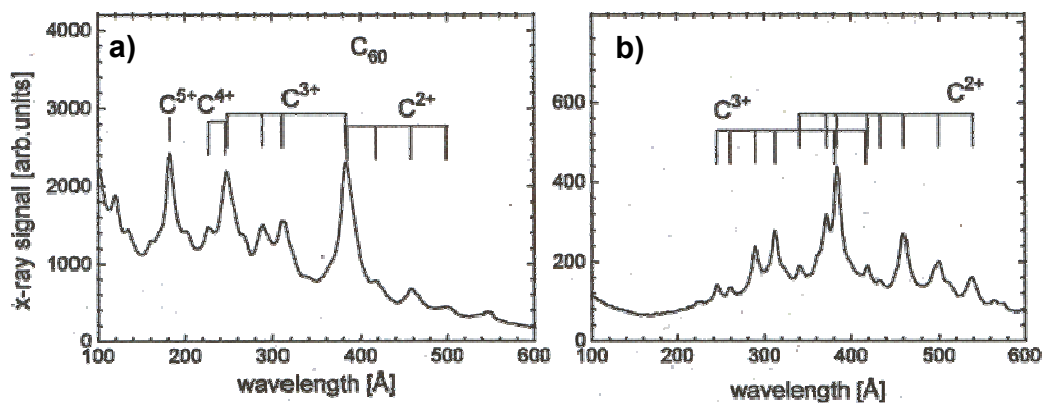 a)
C60
C5+ C4+ C3+ C2+
4000
3000
2000
1000
0
x-ray signal [arb.units]
100 200 300 400 500 600
wavelength [Å]
b)
C3+ C2+
600
400
200
0
100 200 300 400 500 600
wavelength [Å]